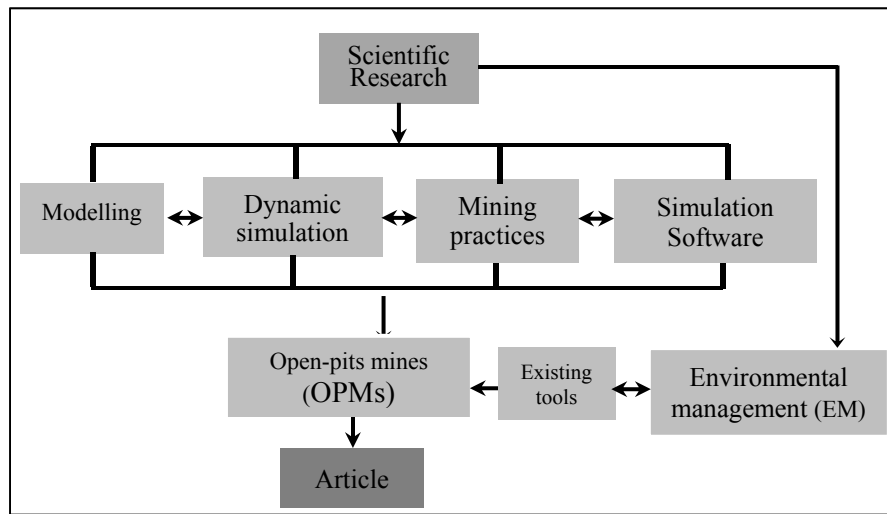 Scientific
Research
Modelling
Dynamic
simulation
Mining
practices
Simulation
Software
Open-pits mines
(OPMs)
Existing
tools
Environmental
management (EM)
Article